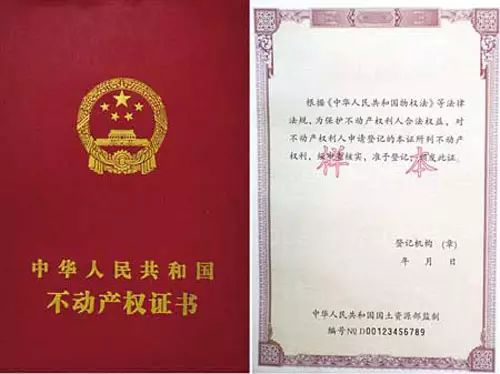 中华人民共和国
不动产权证书
根据《中华人民共和国物权法》等法律
法规，为保护不动产权利人合法权益，对
不动产权利人申请登记的本证所列不动产
权利，经审查核实，准予登记，颁发此证。
样本
登记机构（章）
年 月 日
中华人民共和国国土资源部监制
编号 №D00123456789